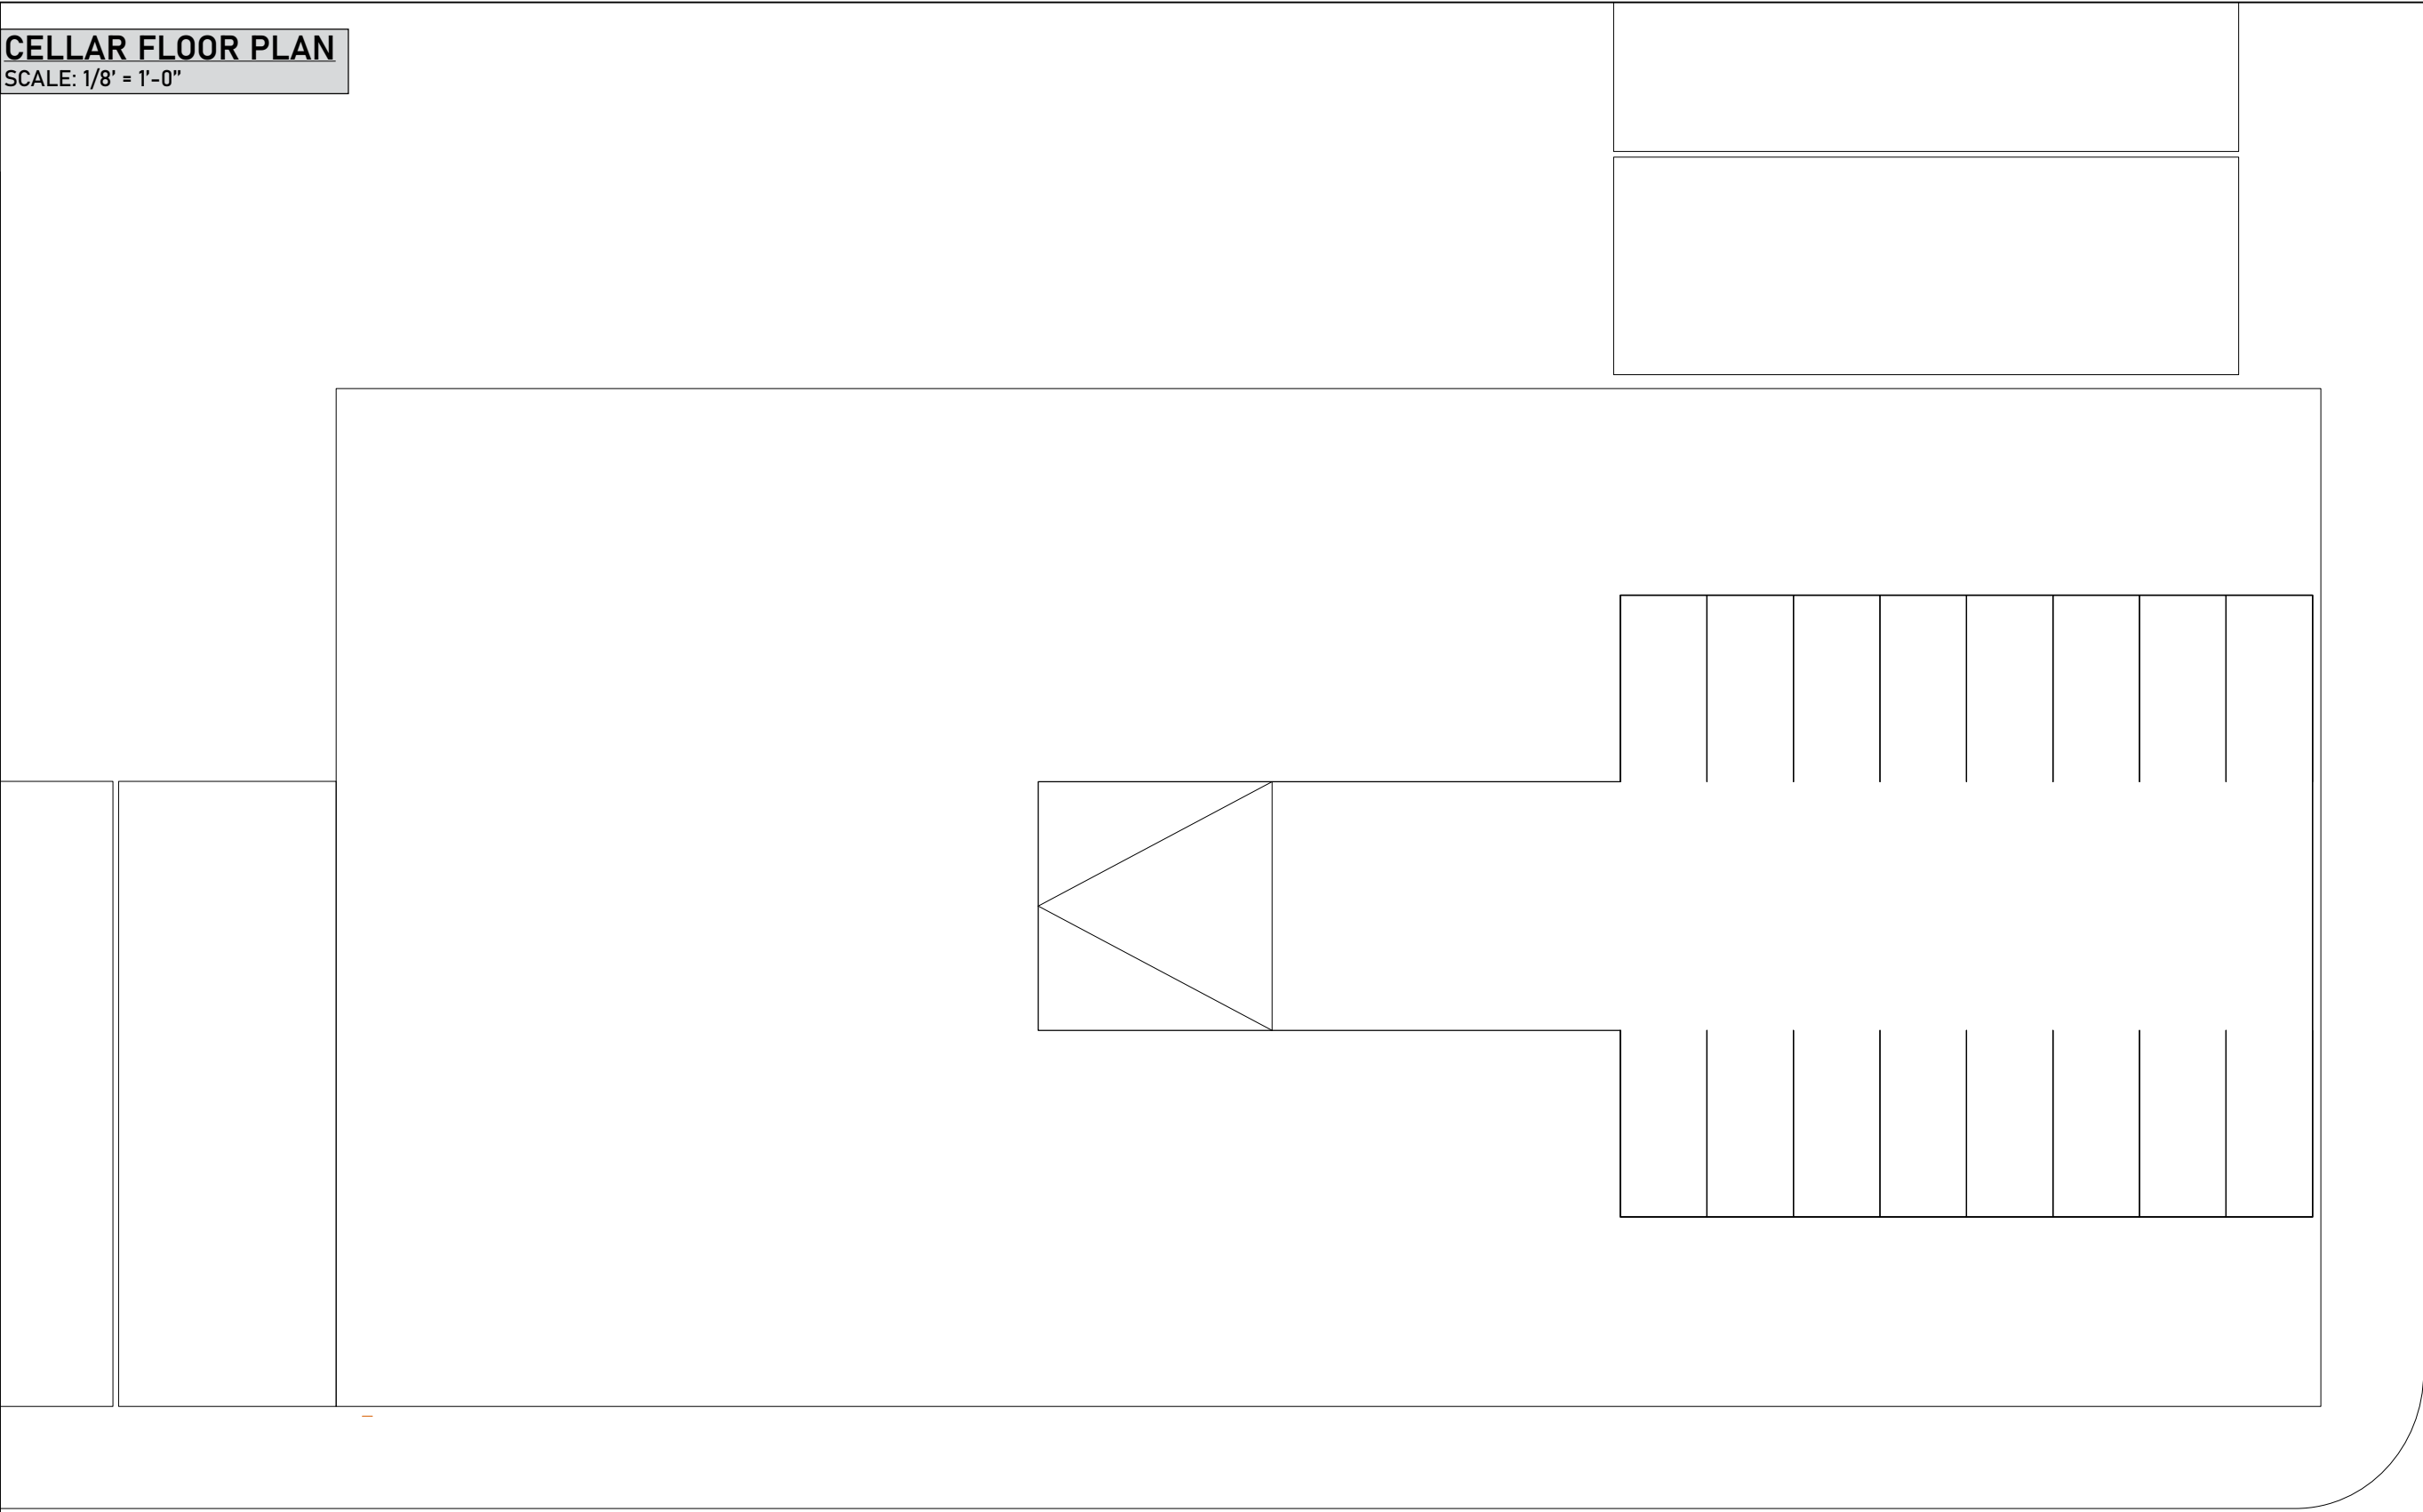 CELLAR FLOOR PLAN
SCALE: 1/8’ = 1’-0”